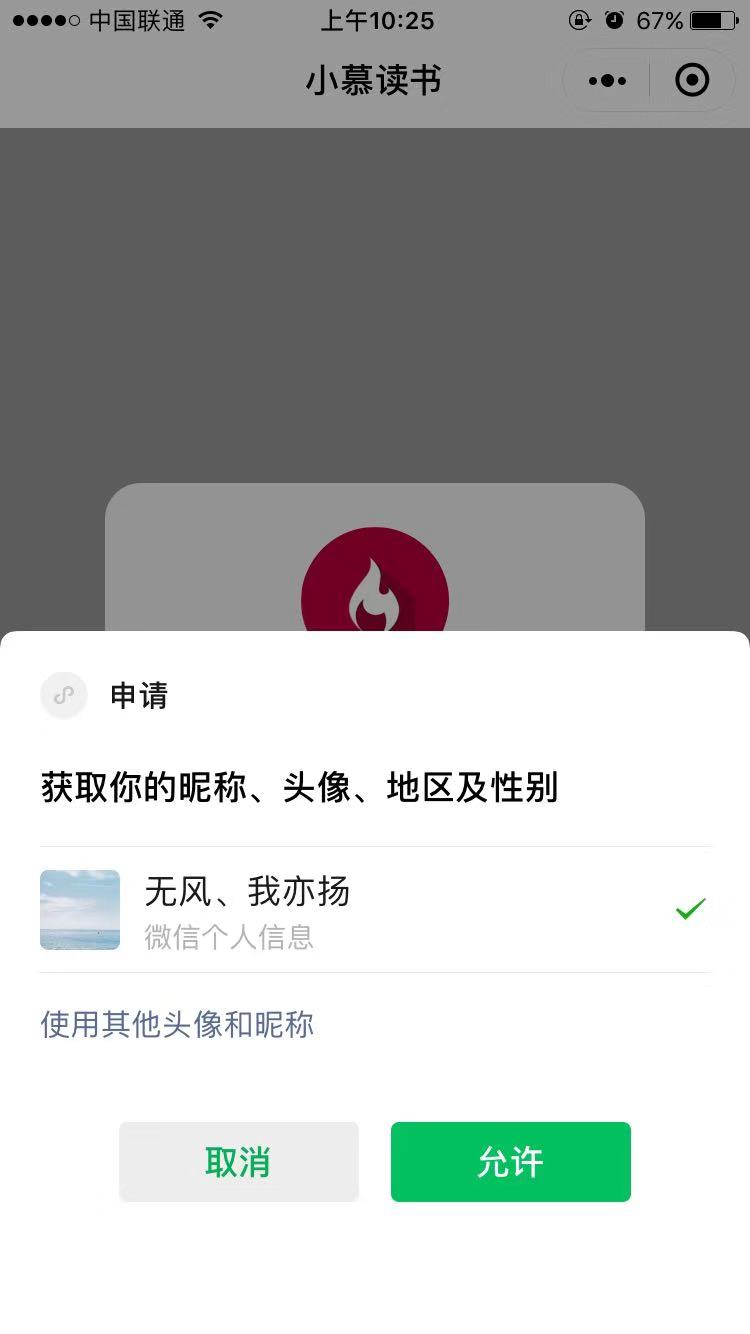 中国联通 上午10:25 67%
小慕读书
申请
获取你的昵称、头像、地区及性别
无风、我亦扬
微信个人信息
使用其他头像和昵称
取消 允许